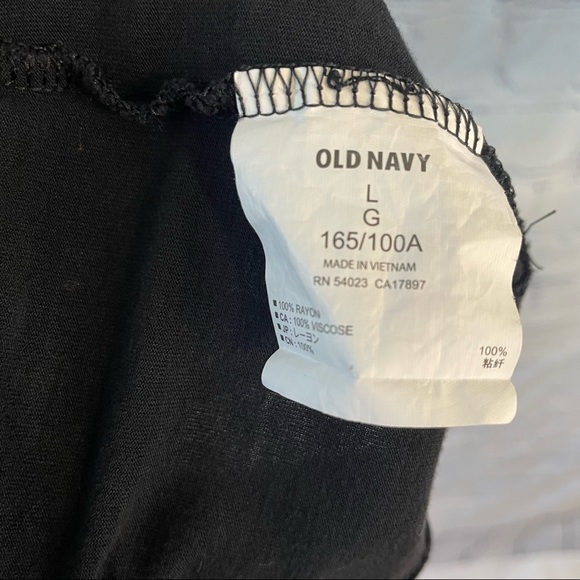 OLD NAVY
L
G
165/100A
MADE IN VIETNAM
RN 54023 CA17897
■100% RAYON
■CA: 100% VISCOSE
■JP: レーヨン
■CN: 100%
100%
粘纤